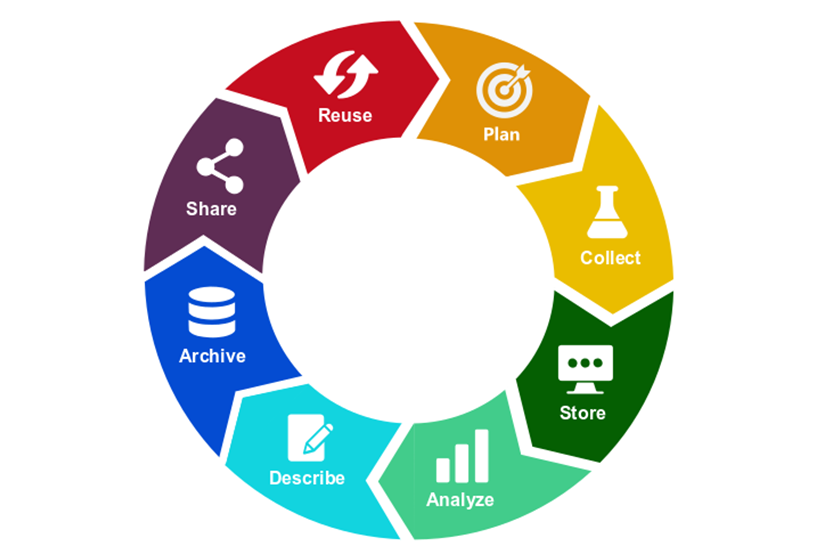 Reuse
Plan
Share
Collect
Archive
Store
Describe
Analyze